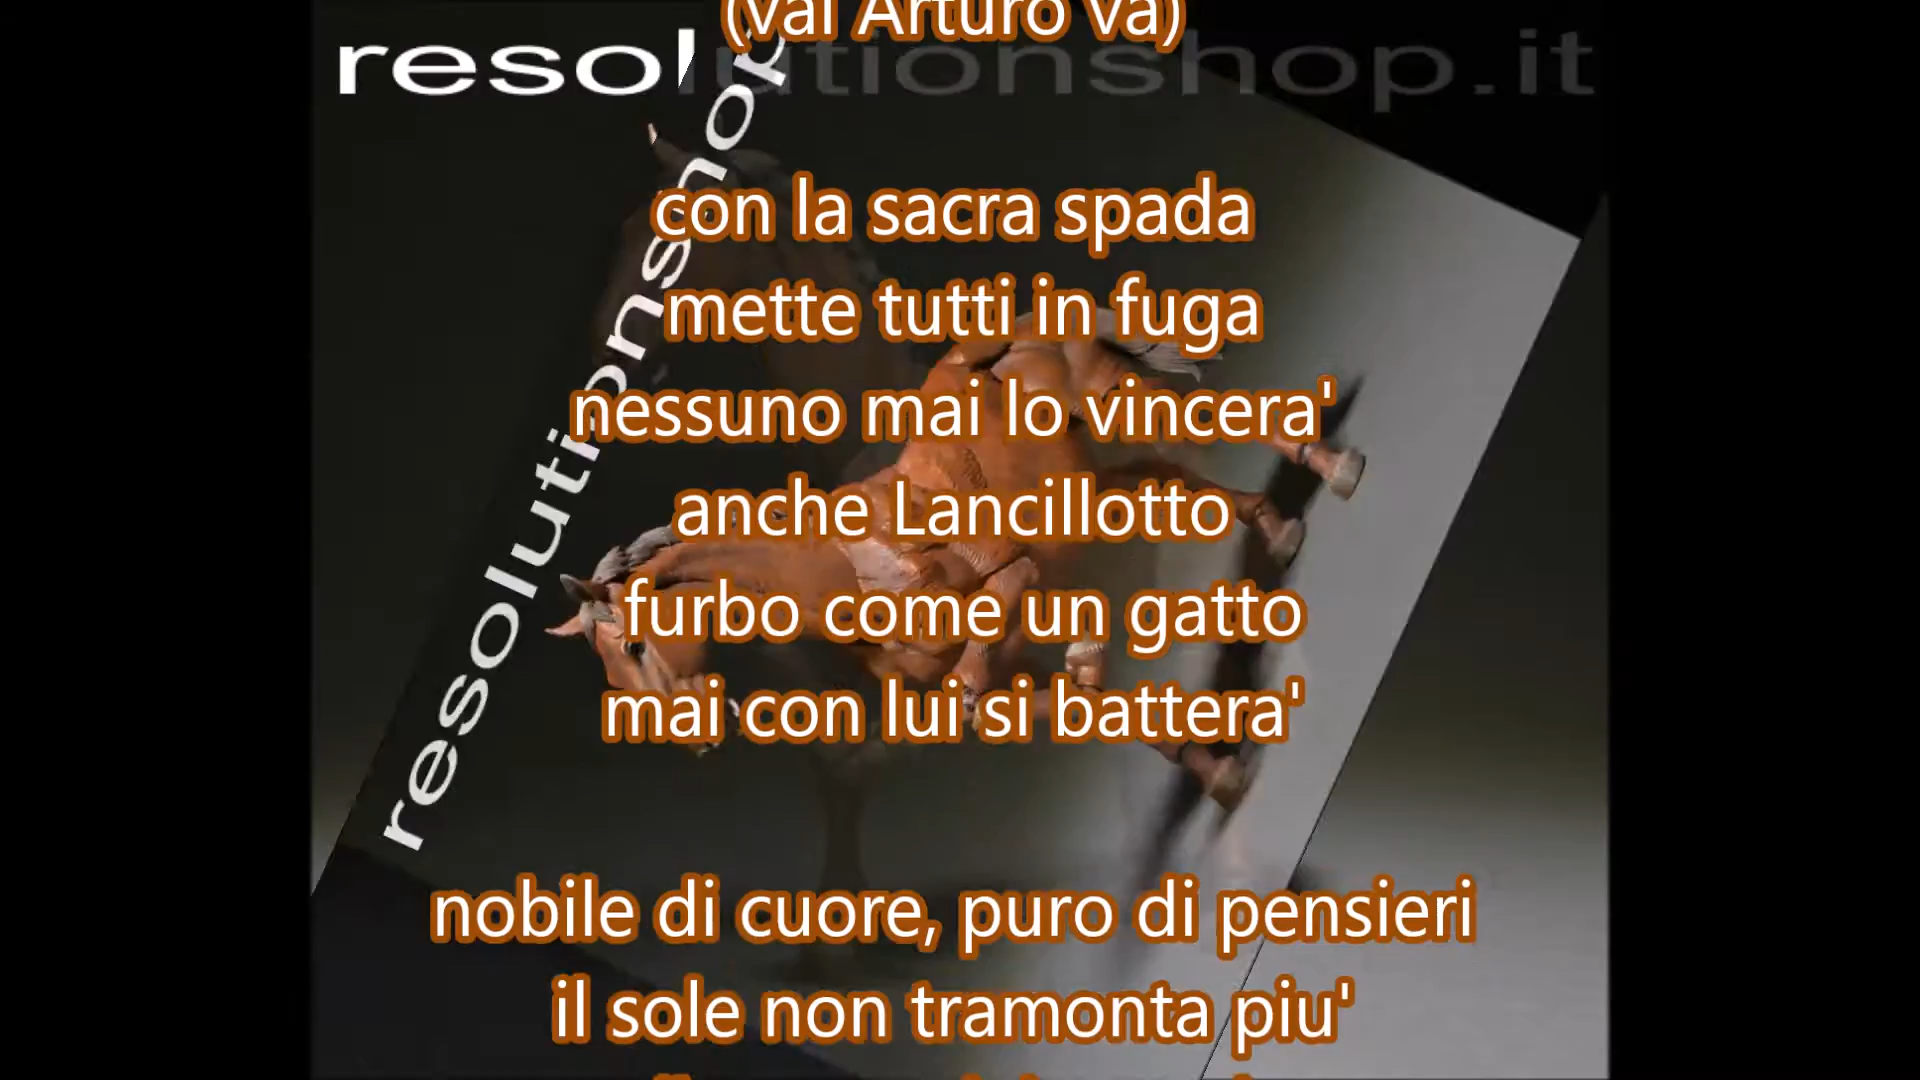 (vai Arturo va)
resolutionshop.it
resolutionshop
con la sacra spada
mette tutti in fuga
nessuno mai lo vincera'
anche Lancillotto
furbo come un gatto
mai con lui si battera'
nobile di cuore, puro di pensieri
il sole non tramonta piu'